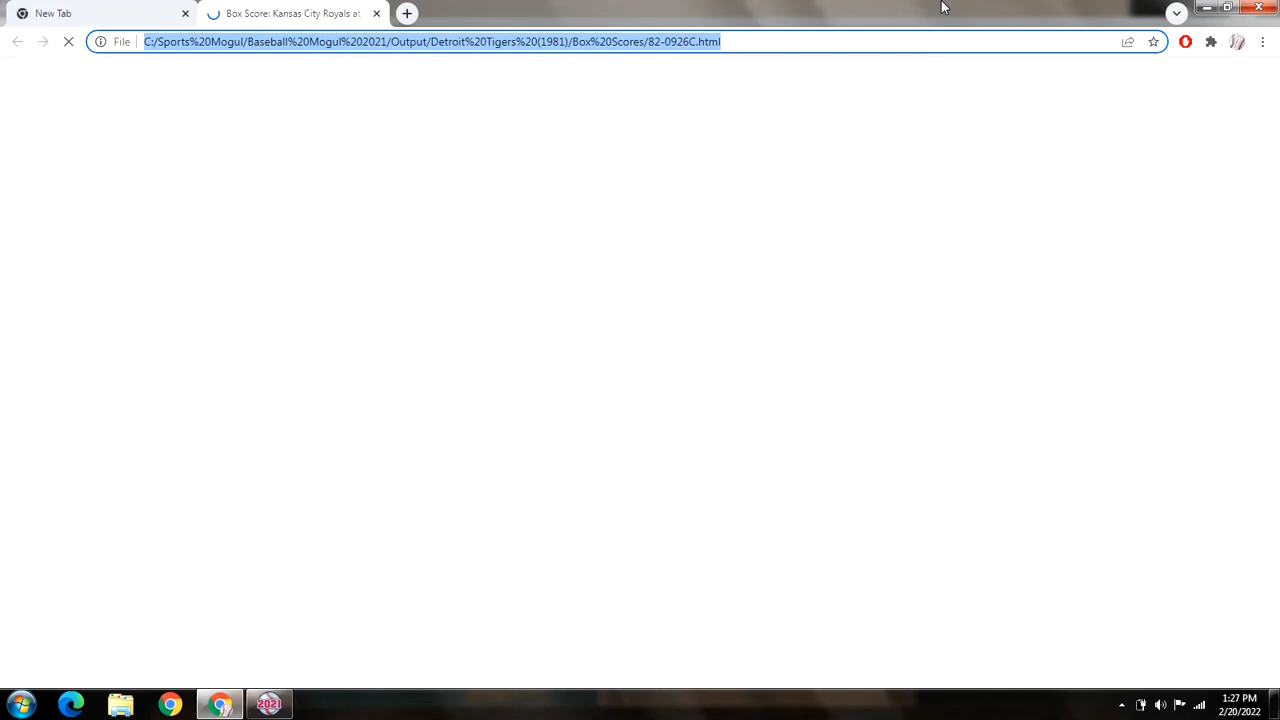 New Tab
Box Score: Kansas City Royals at
File
C:/Sports%20Mogul/Baseball%20Mogul%202021/Output/Detroit%20Tigers%20(1981)/Box%20Scores/82-0926C.html
2021
1:27 PM
2/20/2022